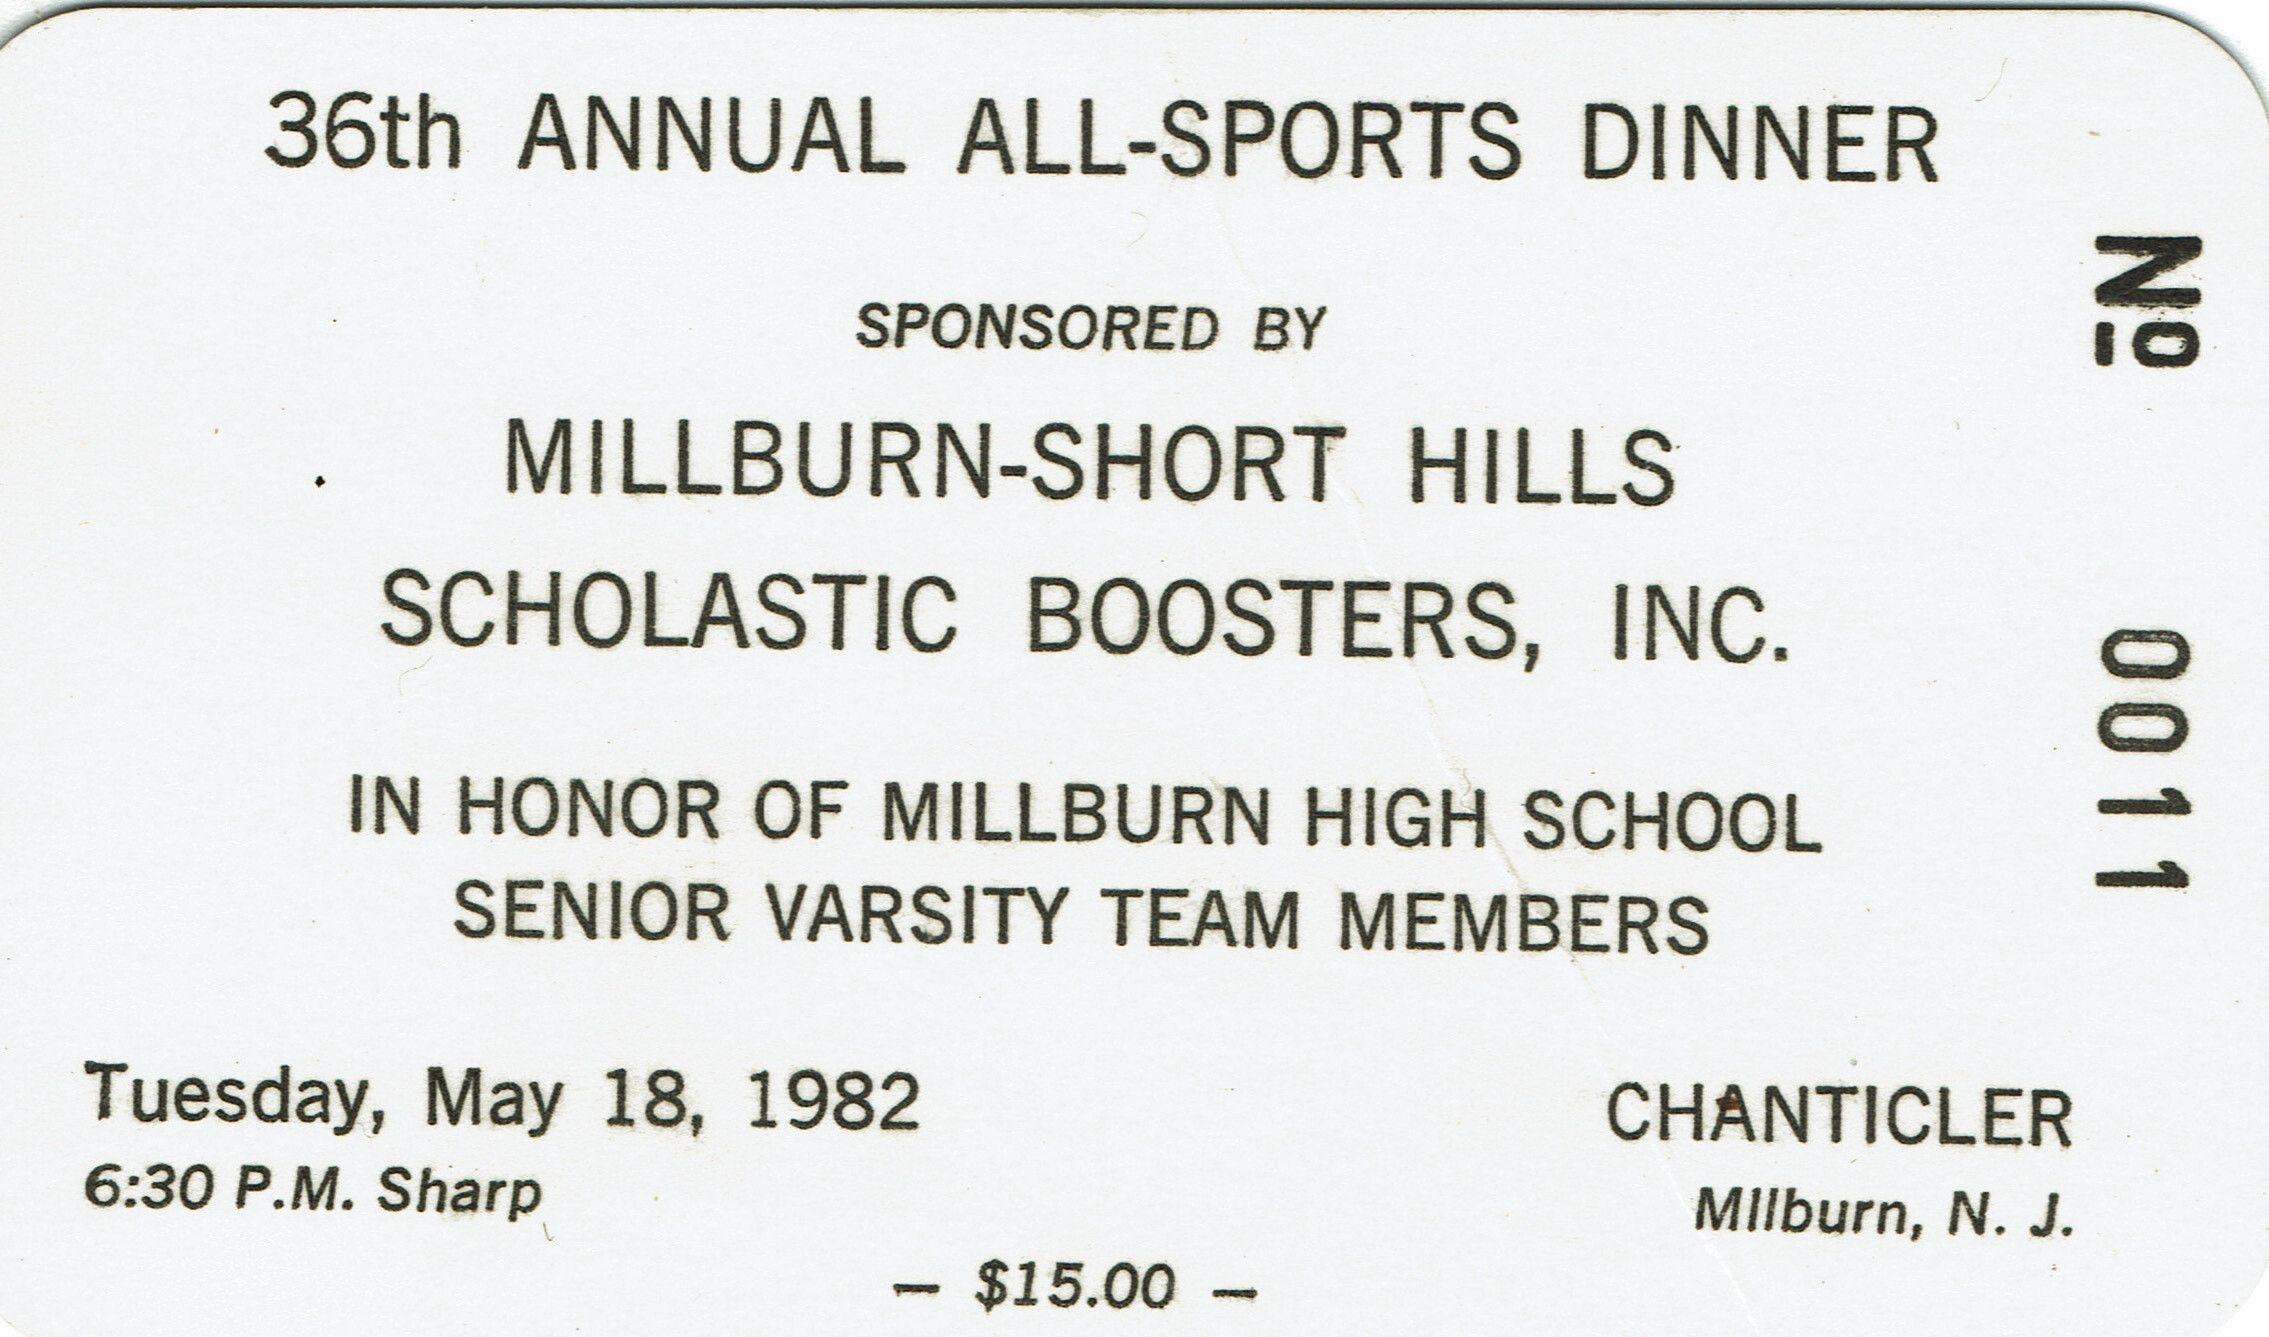 36th ANNUAL ALL-SPORTS DINNER
SPONSORED BY
MILLBURN-SHORT HILLS
SCHOLASTIC BOOSTERS, INC.
IN HONOR OF MILLBURN HIGH SCHOOL
SENIOR VARSITY TEAM MEMBERS
Tuesday, May 18, 1982
6:30 P.M. Sharp
CHANTICLER
Millburn, N. J.
– $15.00 –
Nº 0011